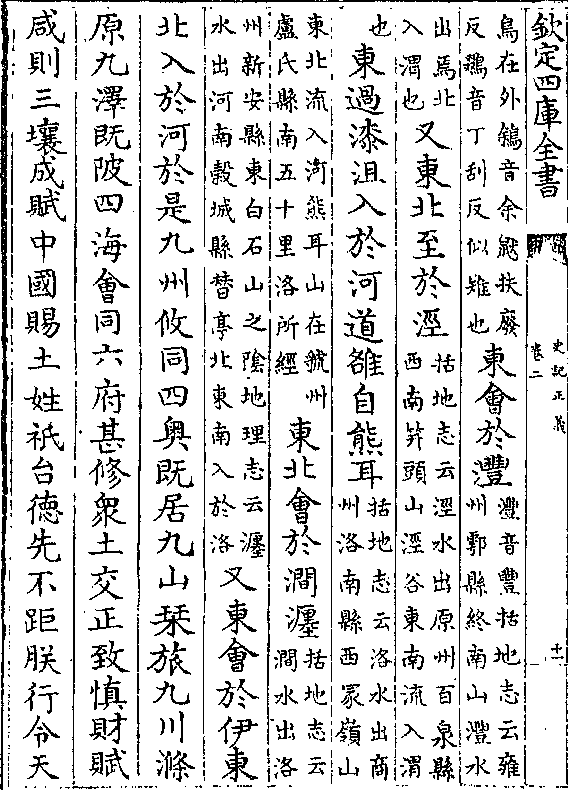 欽定四庫全書
史記正義
卷二
十一
鳥在外鵨音余瞂扶廢
反鵽音丁刮反似雉也
東會於灃
灃音豐括地志云雍
州鄠縣終南山灃水
出焉北
入渭也
又東北至於涇
括地志云涇水出原州百泉縣
西南笄頭山涇谷東南流入渭
也
東過漆沮入於河道雒自熊耳
括地志云洛水出商
州洛南縣西冢嶺山
東北流入河熊耳山在虢州
盧氏縣南五十里洛所經
東北會於澗瀍
括地志云
澗水出洛
州新安縣東白石山之陰地理志云瀍
水出河南穀城縣替亭北東南入於洛
又東會於伊東
北入於河於是九州攸同四奥既居九山栞旅九川滌
原九澤既陂四海會同六府甚修衆土交正致慎財賦
咸則三壤成賦中國賜土姓祇台德先不距朕行令天